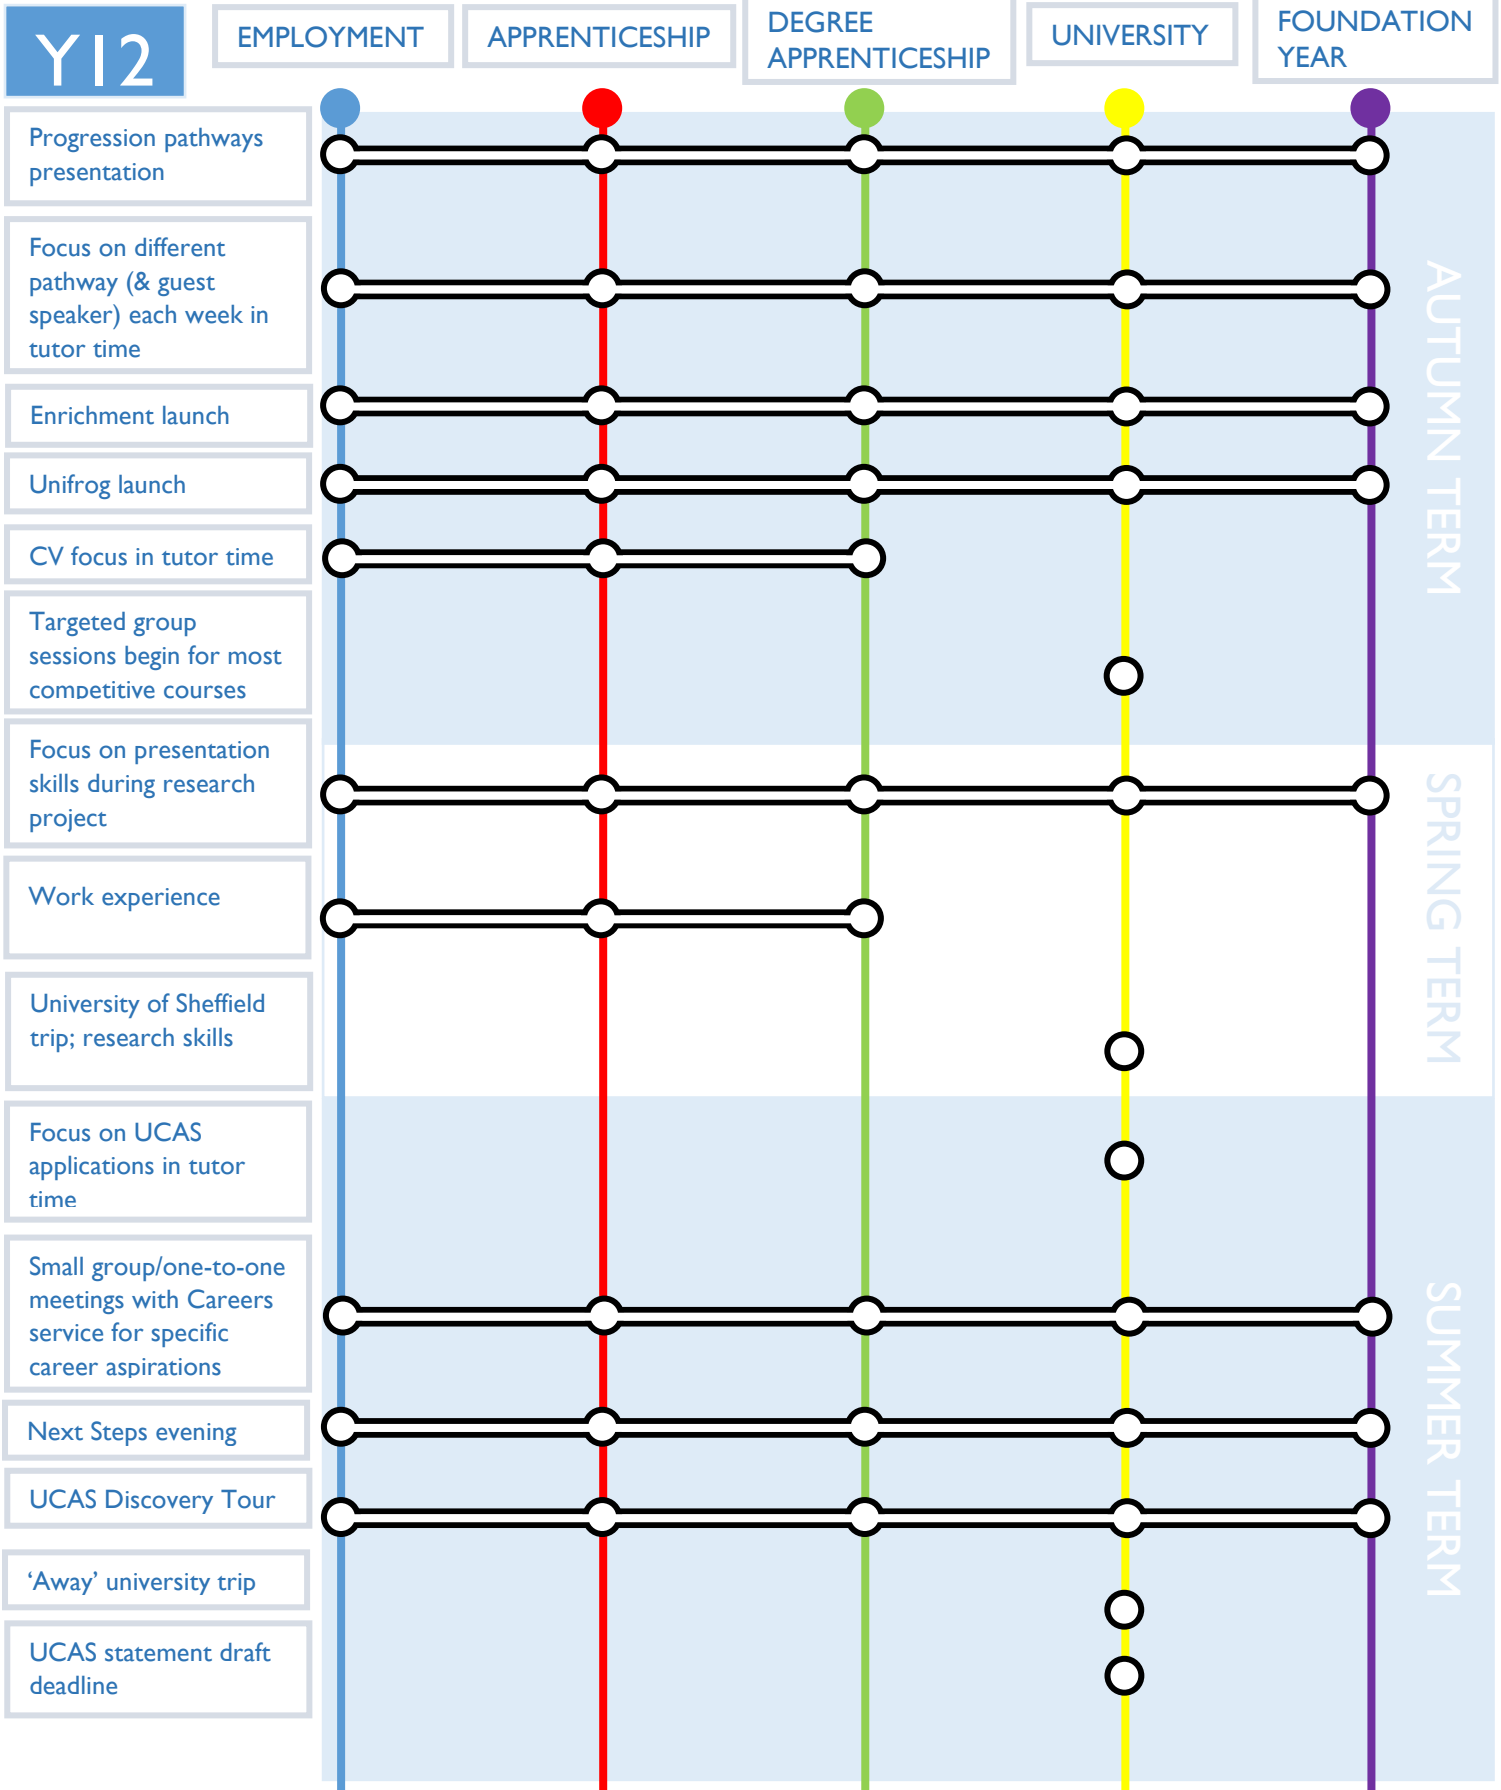 Y12
EMPLOYMENT
APPRENTICESHIP
DEGREE
APPRENTICESHIP
UNIVERSITY
FOUNDATION
YEAR
Progression pathways
presentation
Focus on different
pathway (& guest
speaker) each week in
tutor time
Enrichment launch
Unifrog launch
CV focus in tutor time
Targeted group
sessions begin for most
competitive courses
AUTUMN TERM
Focus on presentation
skills during research
project
Work experience
University of Sheffield
trip; research skills
SPRING TERM
Focus on UCAS
applications in tutor
time
Small group/one-to-one
meetings with Careers
service for specific
career aspirations
Next Steps evening
UCAS Discovery Tour
‘Away’ university trip
UCAS statement draft
deadline
SUMMER TERM